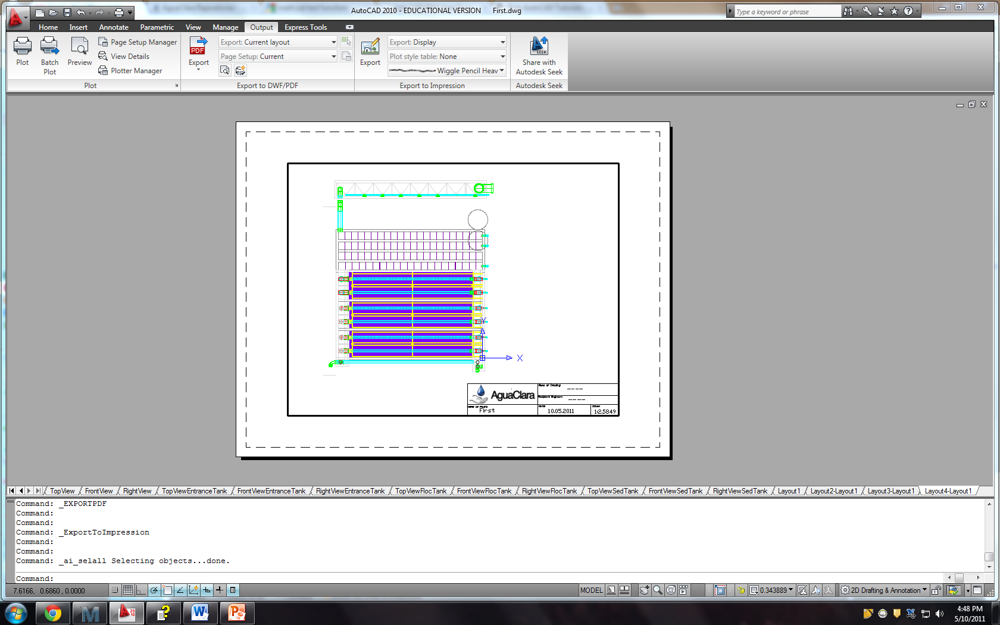 AutoCAD 2010 - EDUCATIONAL VERSION First.dwg
Type a keyword or phrase
Home Insert Annotate Parametric View Manage Output Express Tools
Plot
Batch Plot
Preview
Page Setup Manager
View Details
Plotter Manager
Plot
PDF
Export
Export: Current layout
Page Setup: Current
Export to DWF/PDF
Export
Export: Display
Plot style table: None
Wiggle Pencil Heav
Export to Impression
SEEK
Share with
Autodesk Seek
Autodesk Seek
Y
X
AguaClara
Name of Drawing
First
10.05.2011
1:2.5849
TopView FrontView RightView TopViewEntranceTank FrontViewEntranceTank RightViewEntranceTank TopViewFlocTank FrontViewFlocTank RightViewFlocTank TopViewSedTank FrontViewSedTank RightViewSedTank Layout1 Layout2-Layout1 Layout3-Layout1 Layout4-Layout1
Command: _EXPORTPDF
Command:
Command:
Command: _ExportToImpression
Command:
Command:
Command: _ai_selall Selecting objects...done.
Command:
7.6166, 0.6860, 0.0000
MODEL
0.343889
2D Drafting & Annotation
4:48 PM
5/10/2011